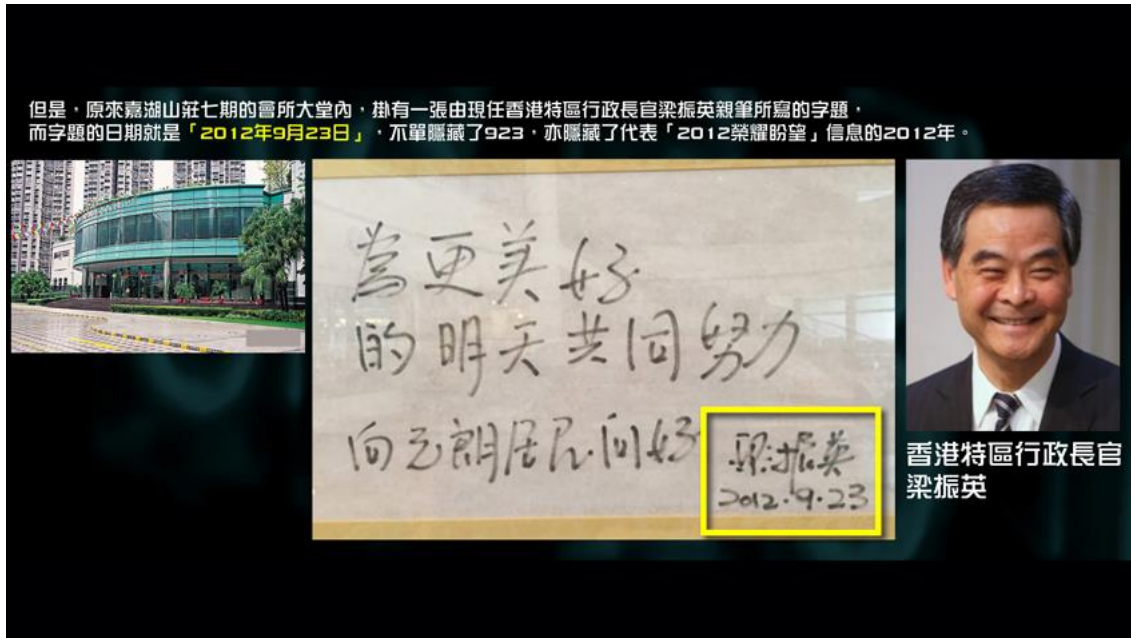 但是，原來嘉湖山莊七期的會所大堂內，掛有一張由現任香港特區行政長官梁振英親筆所寫的字題，
而字題的日期就是「2012年9月23日」，不單隱藏了923，亦隱藏了代表「2012榮耀盼望」信息的2012年。
為更美好
的明天共同努力
向元朗居民问好
梁振英
2012.9.23
香港特區行政長官
梁振英